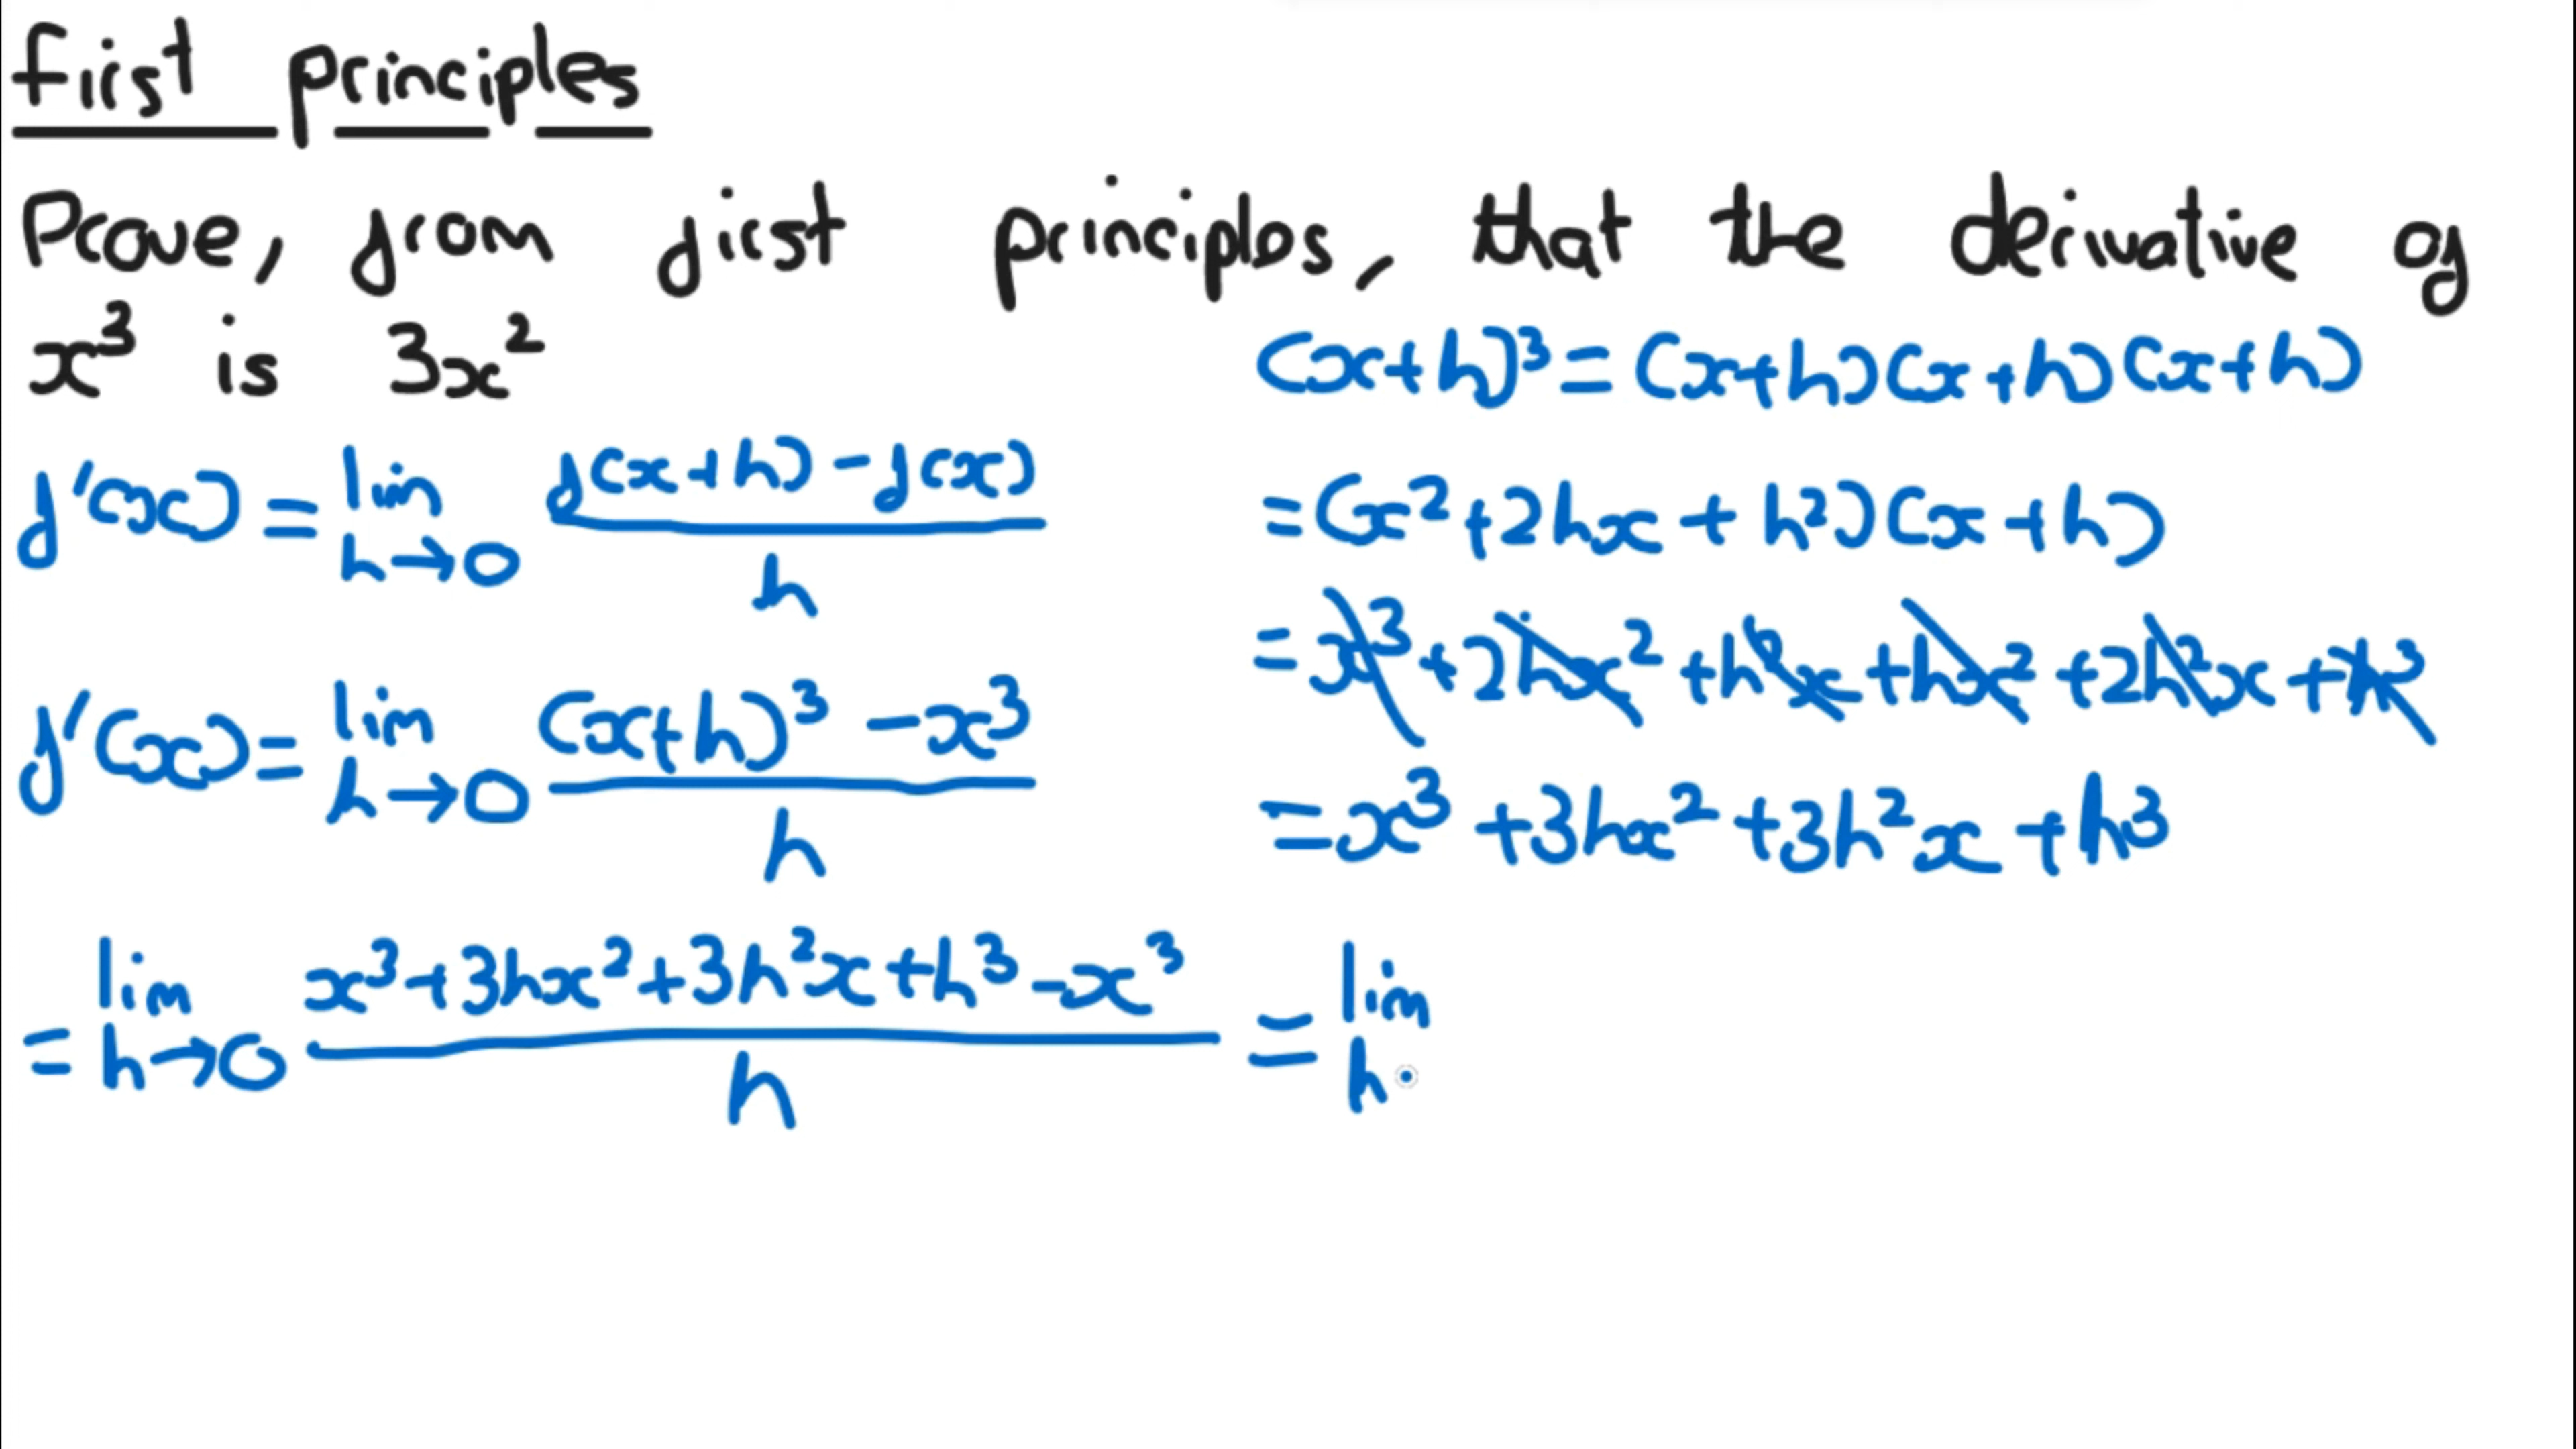 First principles
Prove, from first principles, that the derivative of
x³ is 3x²
(x+h)³ = (x+h)(x+h)(x+h)
f'(x) = lim h→0 f(x+h) - f(x) / h
= (x² + 2hx + h²)(x + h)
= x³ + 2hx² + h²x + hx² + 2h²x + h³
f'(x) = lim h→0 (x+h)³ - x³ / h
= x³ + 3hx² + 3h²x + h³
= lim h→0 x³ + 3hx² + 3h²x + h³ - x³ / h = lim h